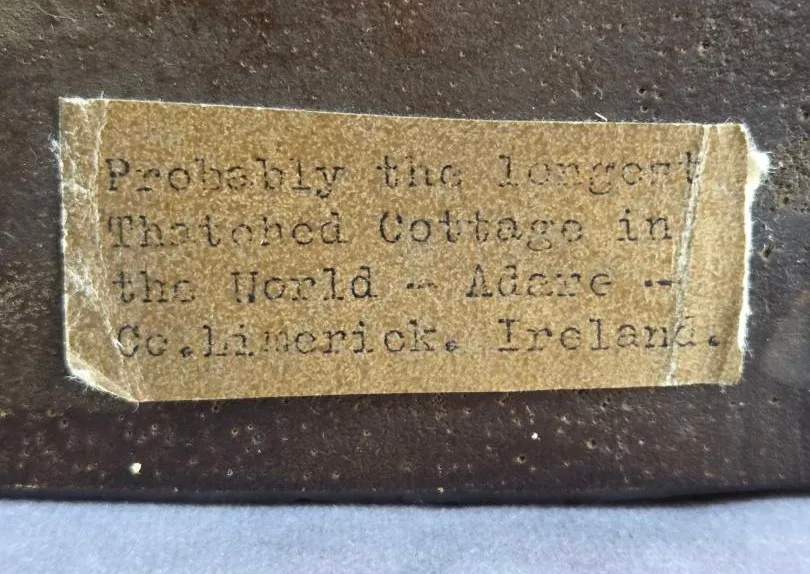 Probably the longest
Thatched Cottage in
the World - Adare --
Co.Limerick. Ireland.